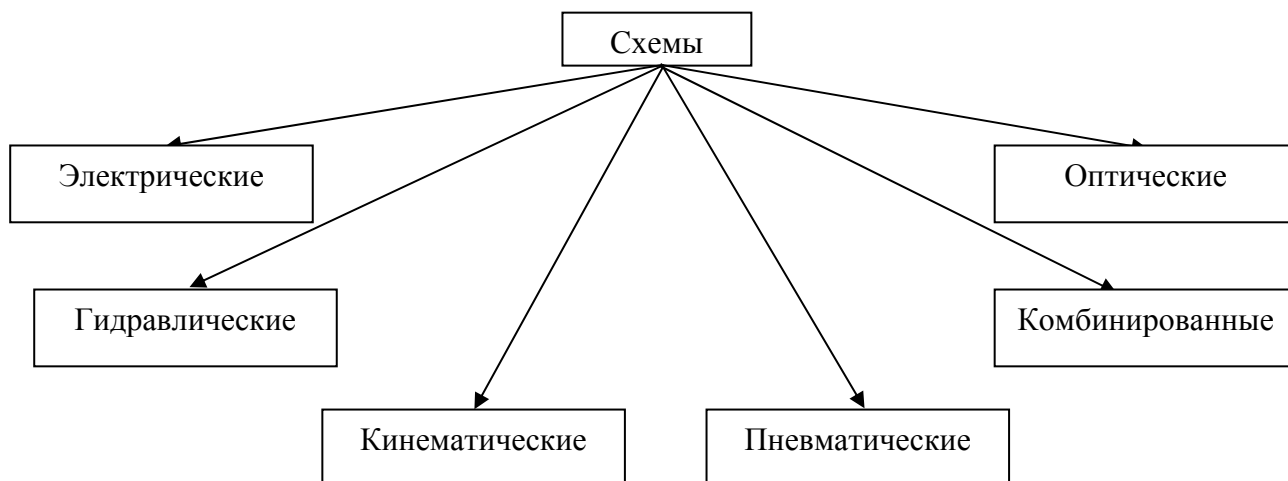 Схемы
Электрические
Оптические
Гидравлические
Комбинированные
Кинематические
Пневматические